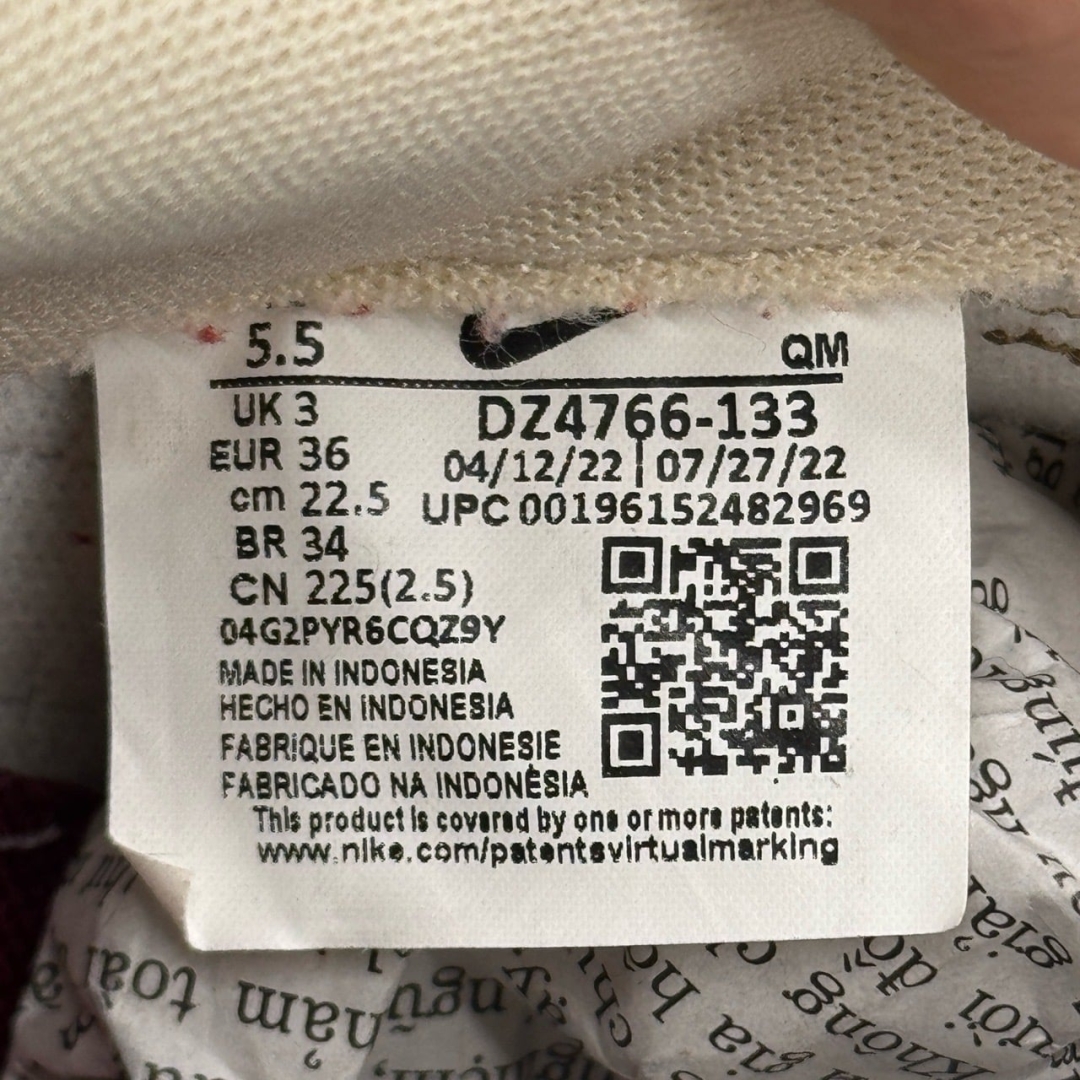 5.5
QM
UK 3
EUR 36
cm 22.5
BR 34
CN 225(2.5)
DZ4766-133
04/12/22 | 07/27/22
UPC 00196152482969
04G2PYR6CQZ9Y
MADE IN INDONESIA
HECHO EN INDONESIA
FABRIQUE EN INDONESIE
FABRICADO NA INDONÉSIA
This product is covered by one or more patents:
www.nike.com/patentsvirtualmarking
không